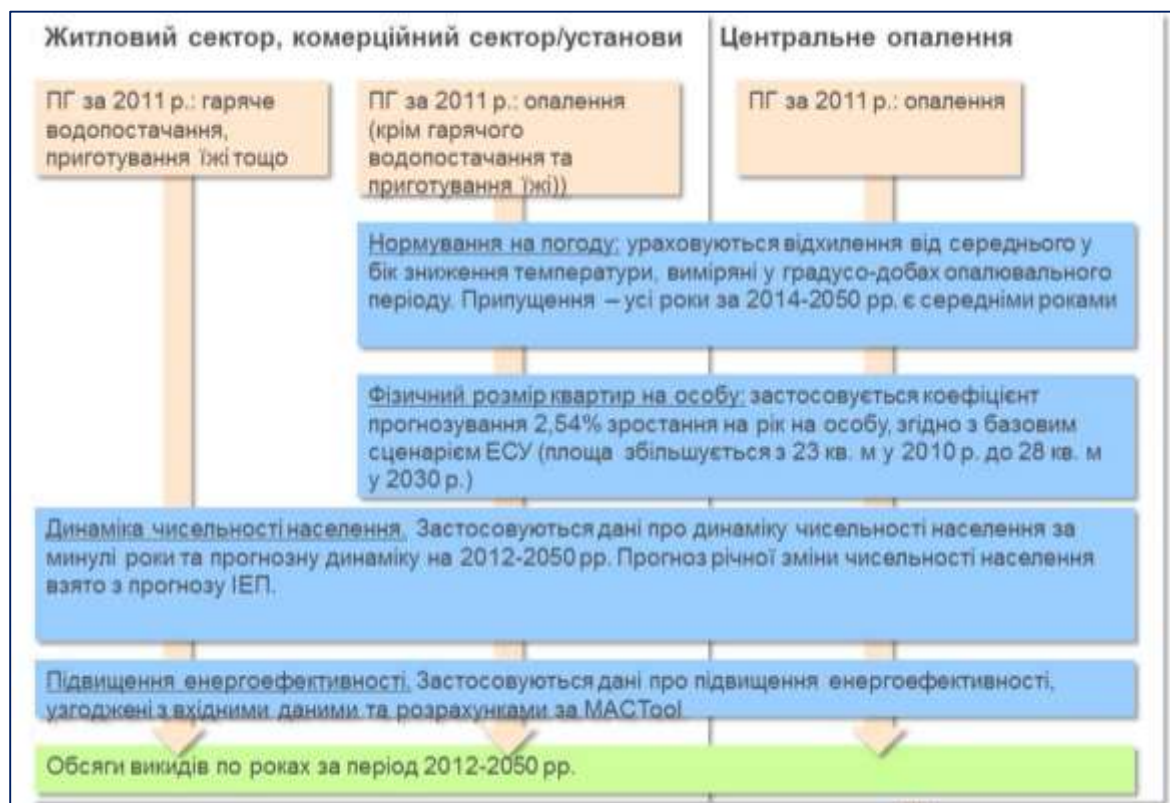 Житловий сектор, комерційний сектор/установи
Центральне опалення
ПГ за 2011 р.: гаряче
водопостачання,
приготування їжі тощо
ПГ за 2011 р.: опалення
(крім гарячого
водопостачання та
приготування їжі))
ПГ за 2011 р.: опалення
Нормування на погоду: ураховуються відхилення від середнього у
бік зниження температури, виміряні у градусо-добах опалювального
періоду. Припущення – усі роки за 2014-2050 рр. є середніми роками
Фізичний розмір квартир на особу: застосовується коефіцієнт
прогнозування 2,54% зростання на рік на особу, згідно з базовим
сценарієм ЕСУ (площа збільшується з 23 кв. м у 2010 р. до 28 кв. м
у 2030 р.)
Динаміка чисельності населення. Застосовуються дані про динаміку чисельності населення за
минулі роки та прогнозну динаміку на 2012-2050 рр. Прогноз річної зміни чисельності населення
взято з прогнозу ІЕП.
Підвищення енергоефективності. Застосовуються дані про підвищення енергоефективності,
узгоджені з вхідними даними та розрахунками за MACTool
Обсяги викидів по роках за період 2012-2050 рр.